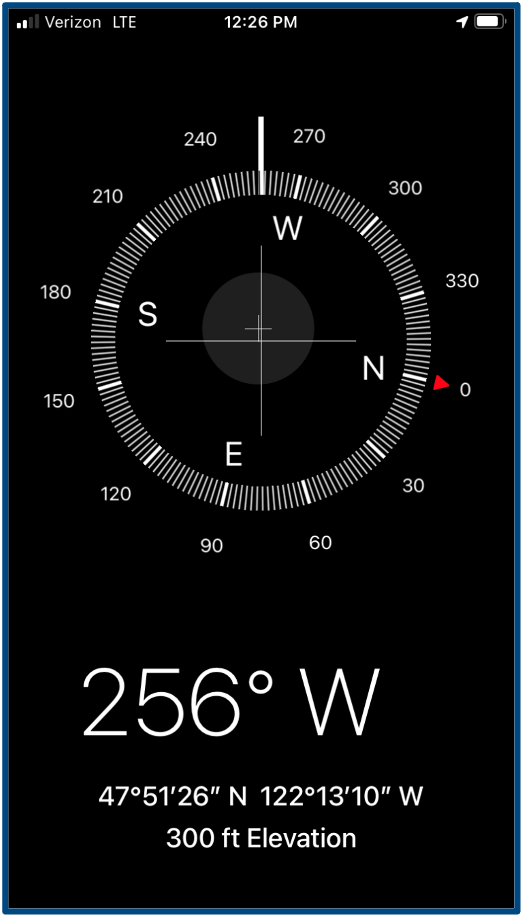 Verizon LTE 12:26 PM
240 270
210 300
W
180 330
S
N
150 0
E
120 30
90 60
256° W
47°51′26″ N 122°13′10″ W
300 ft Elevation